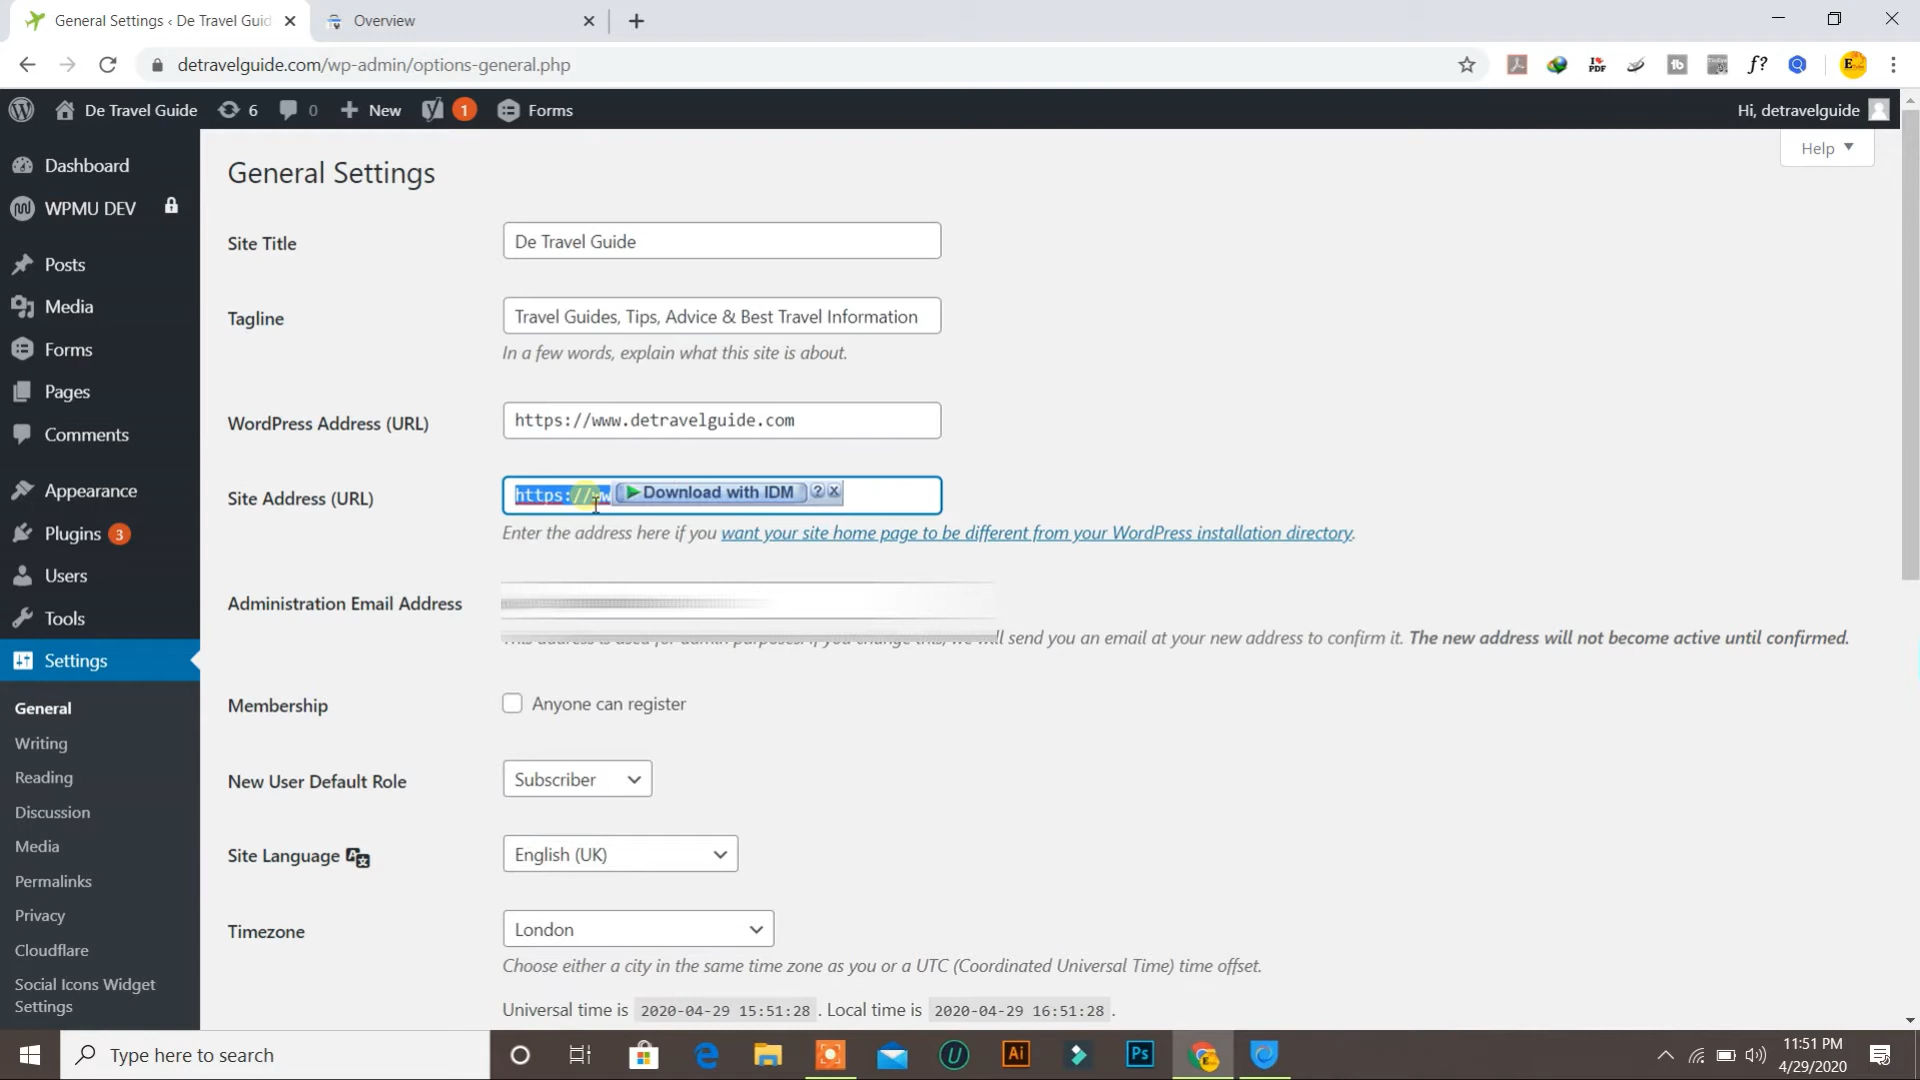 General Settings ‹ De Travel Guid
Overview
detravelguide.com/wp-admin/options-general.php
De Travel Guide
6
0
New
1
Forms
Hi, detravelguide
Dashboard
WPMU DEV
Posts
Media
Forms
Pages
Comments
Appearance
Plugins 3
Users
Tools
Settings
General
Writing
Reading
Discussion
Media
Permalinks
Privacy
Cloudflare
Social Icons Widget
Settings
Help
General Settings
Site Title
De Travel Guide
Tagline
Travel Guides, Tips, Advice & Best Travel Information
In a few words, explain what this site is about.
WordPress Address (URL)
https://www.detravelguide.com
Site Address (URL)
https://ww
Download with IDM
?
Enter the address here if you want your site home page to be different from your WordPress installation directory.
Administration Email Address
send you an email at your new address to confirm it. The new address will not become active until confirmed.
Membership
Anyone can register
New User Default Role
Subscriber
Site Language
English (UK)
Timezone
London
Choose either a city in the same time zone as you or a UTC (Coordinated Universal Time) time offset.
Universal time is 2020-04-29 15:51:28 . Local time is 2020-04-29 16:51:28 .
Type here to search
Ai
Ps
11:51 PM
4/29/2020